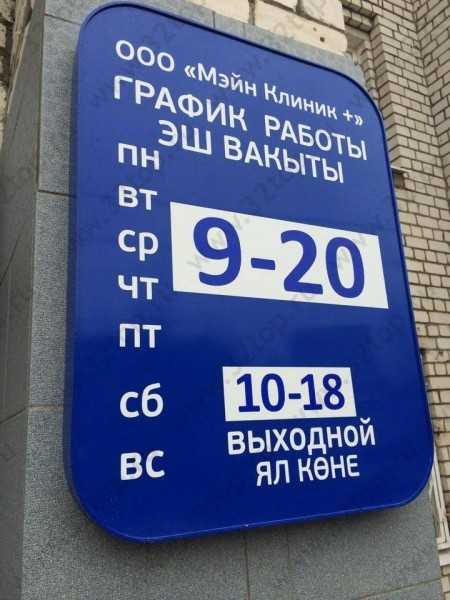 ООО «Мэйн Клиник +»
ГРАФИК РАБОТЫ
ЭШ ВАКЫТЫ
ПН
ВТ
СР
9-20
ЧТ
ПТ
СБ
10-18
ВС
ВЫХОДНОЙ
ЯЛ КӨНЕ